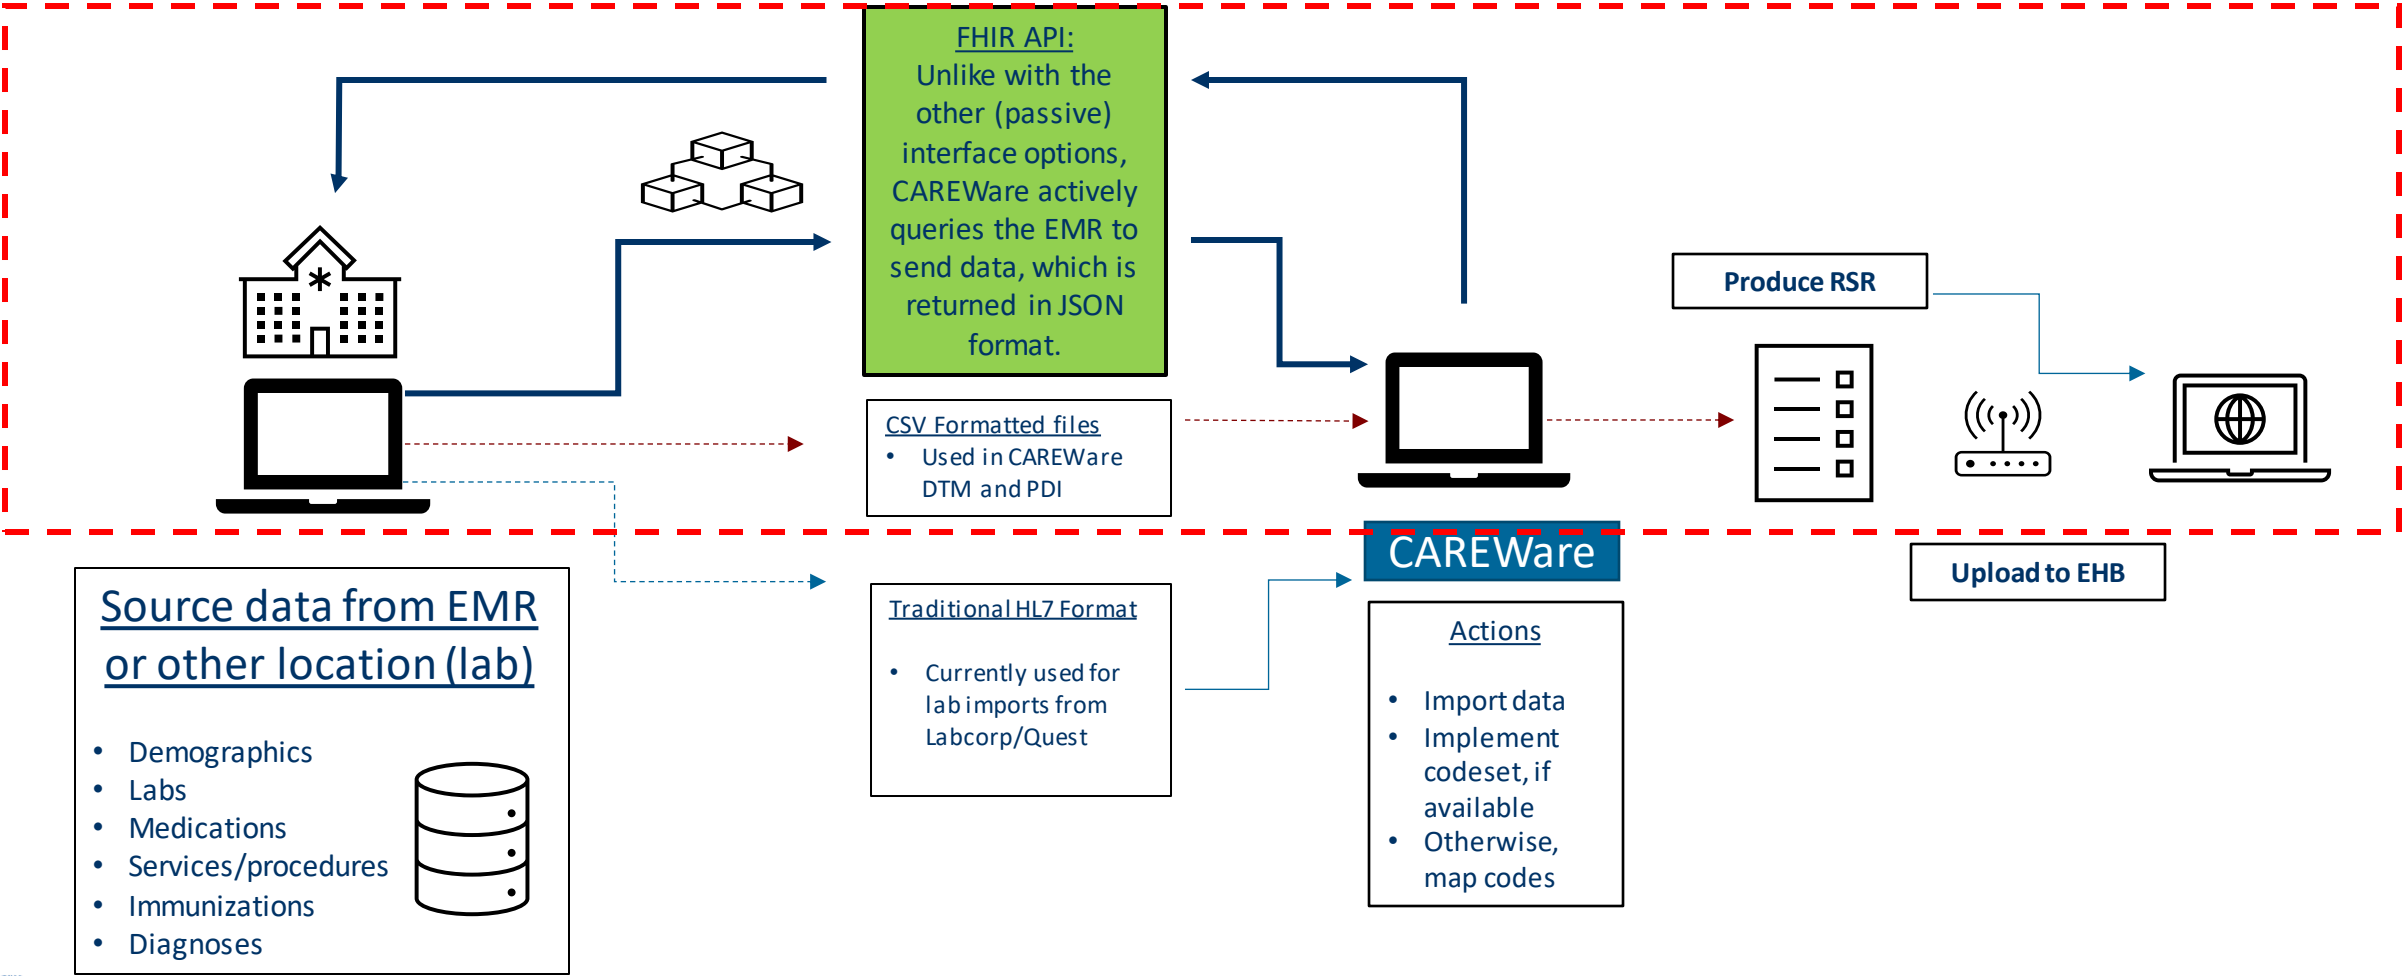 FHIR API:
Unlike with the
other (passive)
interface options,
CAREWare actively
queries the EMR to
send data, which is
returned in JSON
format.
Produce RSR
CSV Formatted files
• Used in CAREWare
DTM and PDI
CAREWare
Upload to EHB
Source data from EMR
or other location (lab)
• Demographics
• Labs
• Medications
• Services/procedures
• Immunizations
• Diagnoses
Traditional HL7 Format
• Currently used for
lab imports from
Labcorp/Quest
Actions
• Import data
• Implement
codeset, if
available
• Otherwise,
map codes